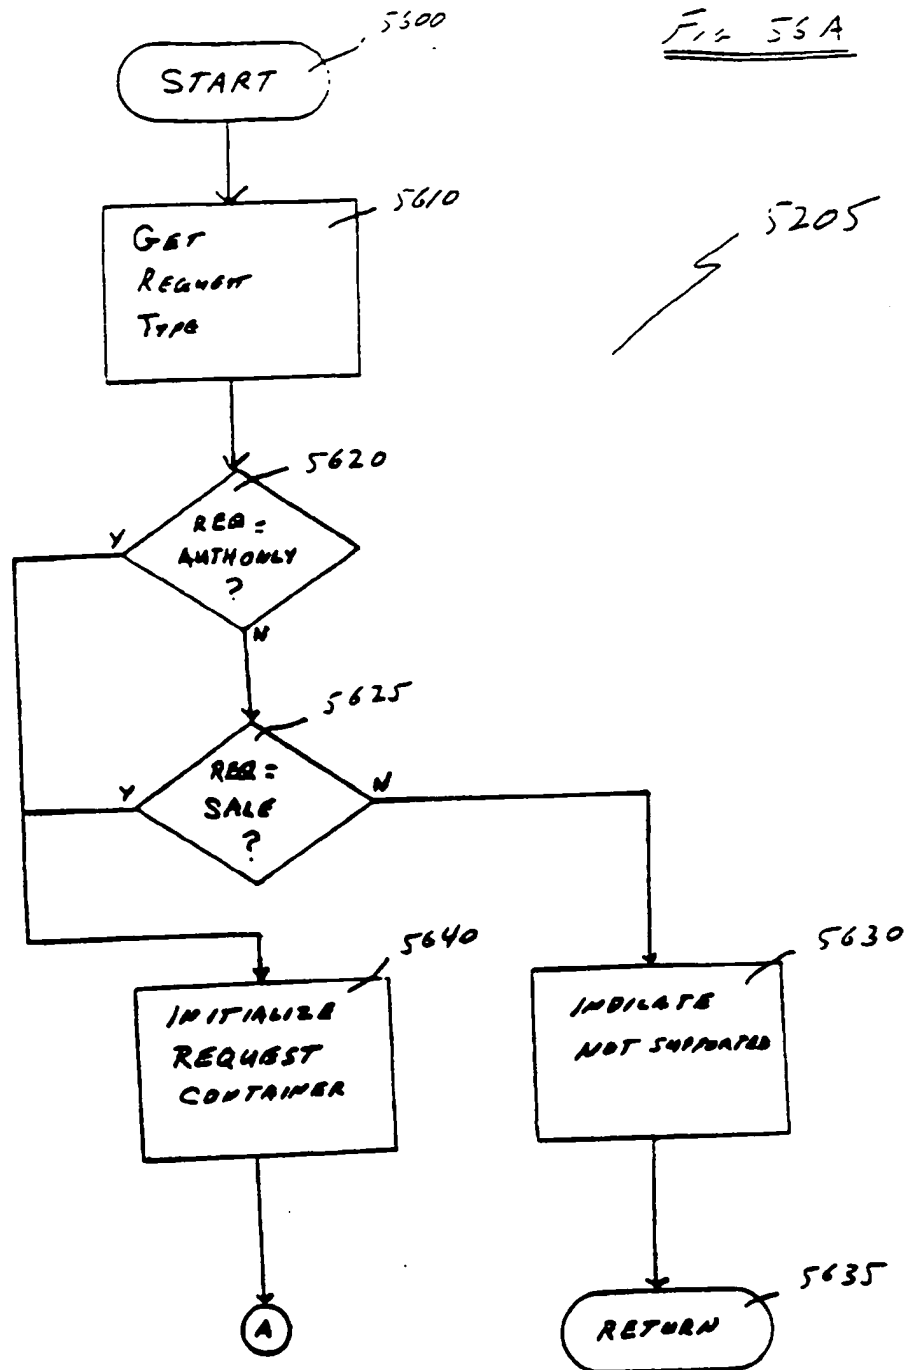 5600
Fig 56A
START
5610
GET
REQUEST
TYPE
5205
5620
REQ =
AUTHONLY
?
Y
N
5625
REQ =
SALE
?
Y
N
5640
INITIALIZE
REQUEST
CONTAINER
5630
INDICATE
NOT SUPPORTED
A
5635
RETURN